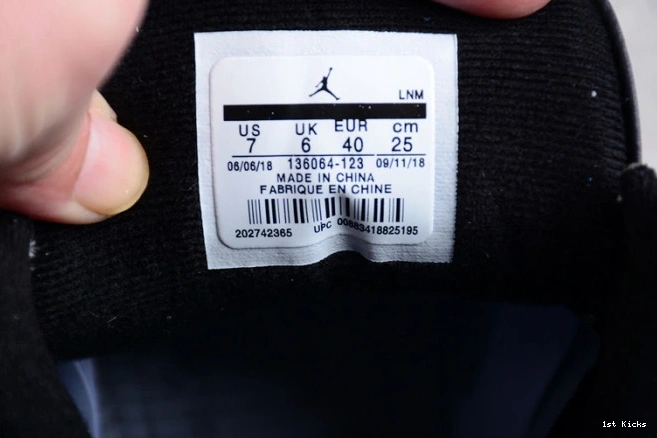 LNM
US UK EUR cm
7 6 40 25
06/06/18 136064-123 09/11/18
MADE IN CHINA
FABRIQUE EN CHINE
202742365 UPC 00683418825195
1st Kicks